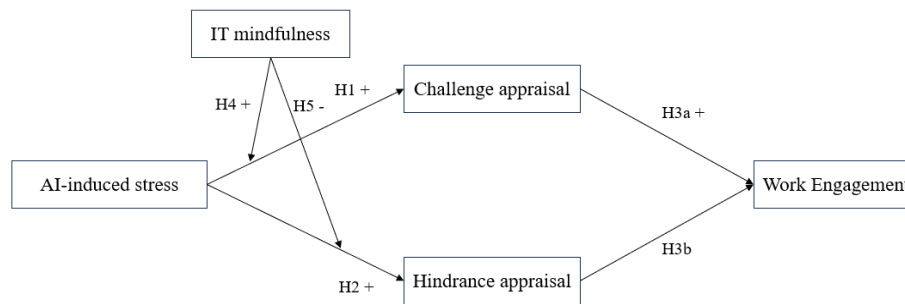 IT mindfulness
H4 +
H5 -
H1 +
Challenge appraisal
H3a +
AI-induced stress
Work Engagement
H2 +
Hindrance appraisal
H3b